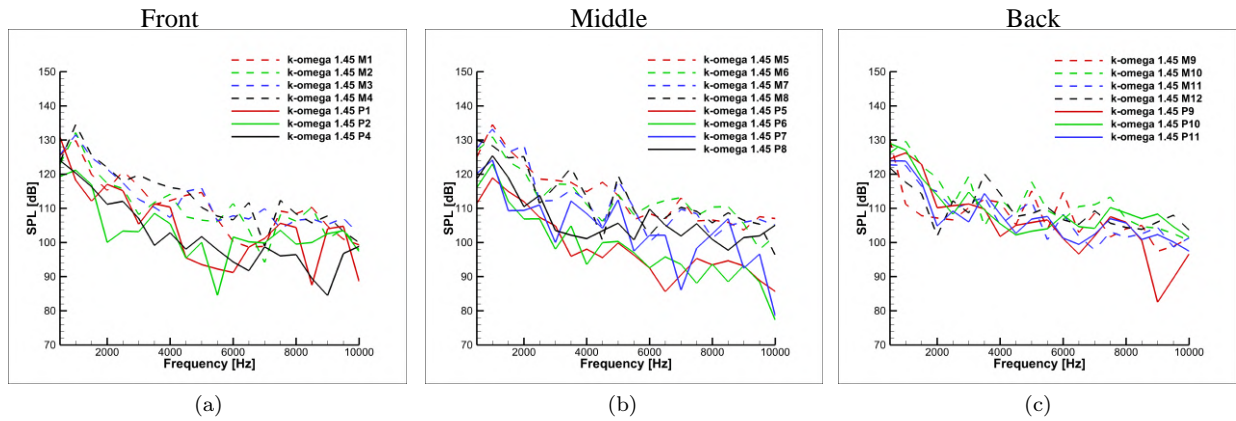 Front
Middle
Back
k-omega 1.45 M1
k-omega 1.45 M2
k-omega 1.45 M3
k-omega 1.45 M4
k-omega 1.45 P1
k-omega 1.45 P2
k-omega 1.45 P4
150
140
130
120
110
100
90
80
70
SPL [dB]
2000
4000
6000
8000
10000
Frequency [Hz]
(a)
k-omega 1.45 M5
k-omega 1.45 M6
k-omega 1.45 M7
k-omega 1.45 M8
k-omega 1.45 P5
k-omega 1.45 P6
k-omega 1.45 P7
k-omega 1.45 P8
150
140
130
120
110
100
90
80
70
SPL [dB]
2000
4000
6000
8000
10000
Frequency [Hz]
(b)
k-omega 1.45 M9
k-omega 1.45 M10
k-omega 1.45 M11
k-omega 1.45 M12
k-omega 1.45 P9
k-omega 1.45 P10
k-omega 1.45 P11
150
140
130
120
110
100
90
80
70
SPL [dB]
2000
4000
6000
8000
10000
Frequency [Hz]
(c)